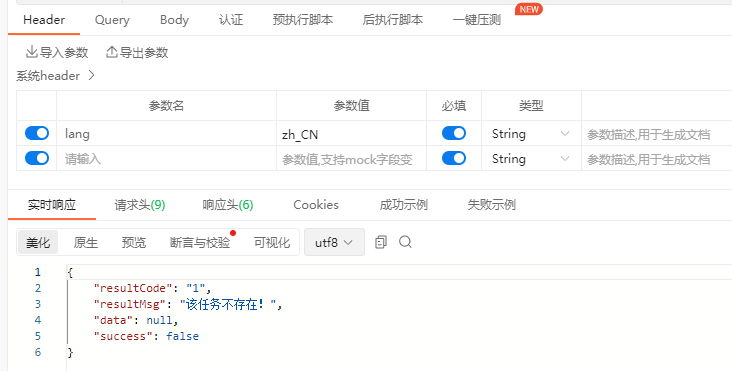 NEW
Header Query Body 认证 预执行脚本 后执行脚本 一键压测
导入参数 导出参数
系统header
参数名 参数值 必填 类型
lang zh_CN String 参数描述,用于生成文档
请输入 参数值,支持mock字段变 String 参数描述,用于生成文档
实时响应 请求头(9) 响应头(6) Cookies 成功示例 失败示例
美化 原生 预览 断言与校验 可视化 utf8
1 {
2 "resultCode": "1",
3 "resultMsg": "该任务不存在！",
4 "data": null,
5 "success": false
6 }